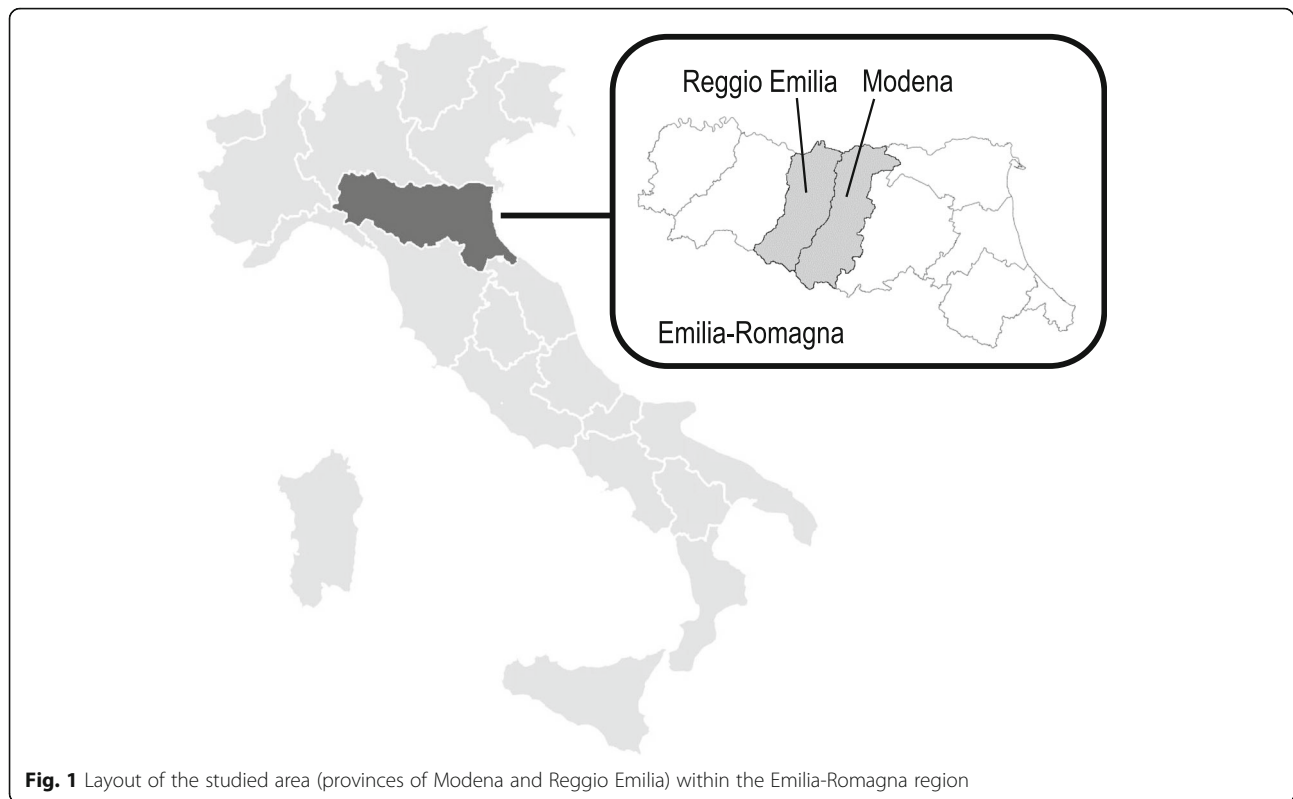 Reggio Emilia Modena
Emilia-Romagna
Fig. 1 Layout of the studied area (provinces of Modena and Reggio Emilia) within the Emilia-Romagna region